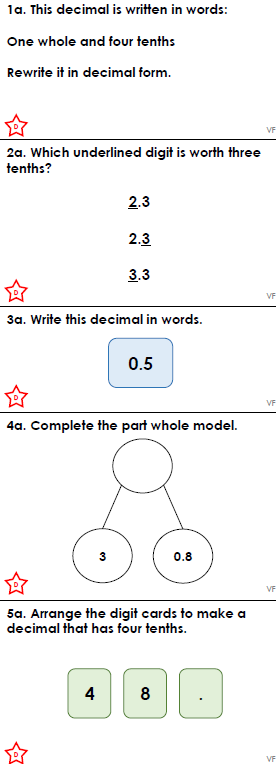 1a. This decimal is written in words:
One whole and four tenths
Rewrite it in decimal form.
D
VF
2a. Which underlined digit is worth three
tenths?
2.3
2.3
3.3
D
VF
3a. Write this decimal in words.
0.5
D
VF
4a. Complete the part whole model.
3 0.8
D
VF
5a. Arrange the digit cards to make a
decimal that has four tenths.
4 8 .
D
VF